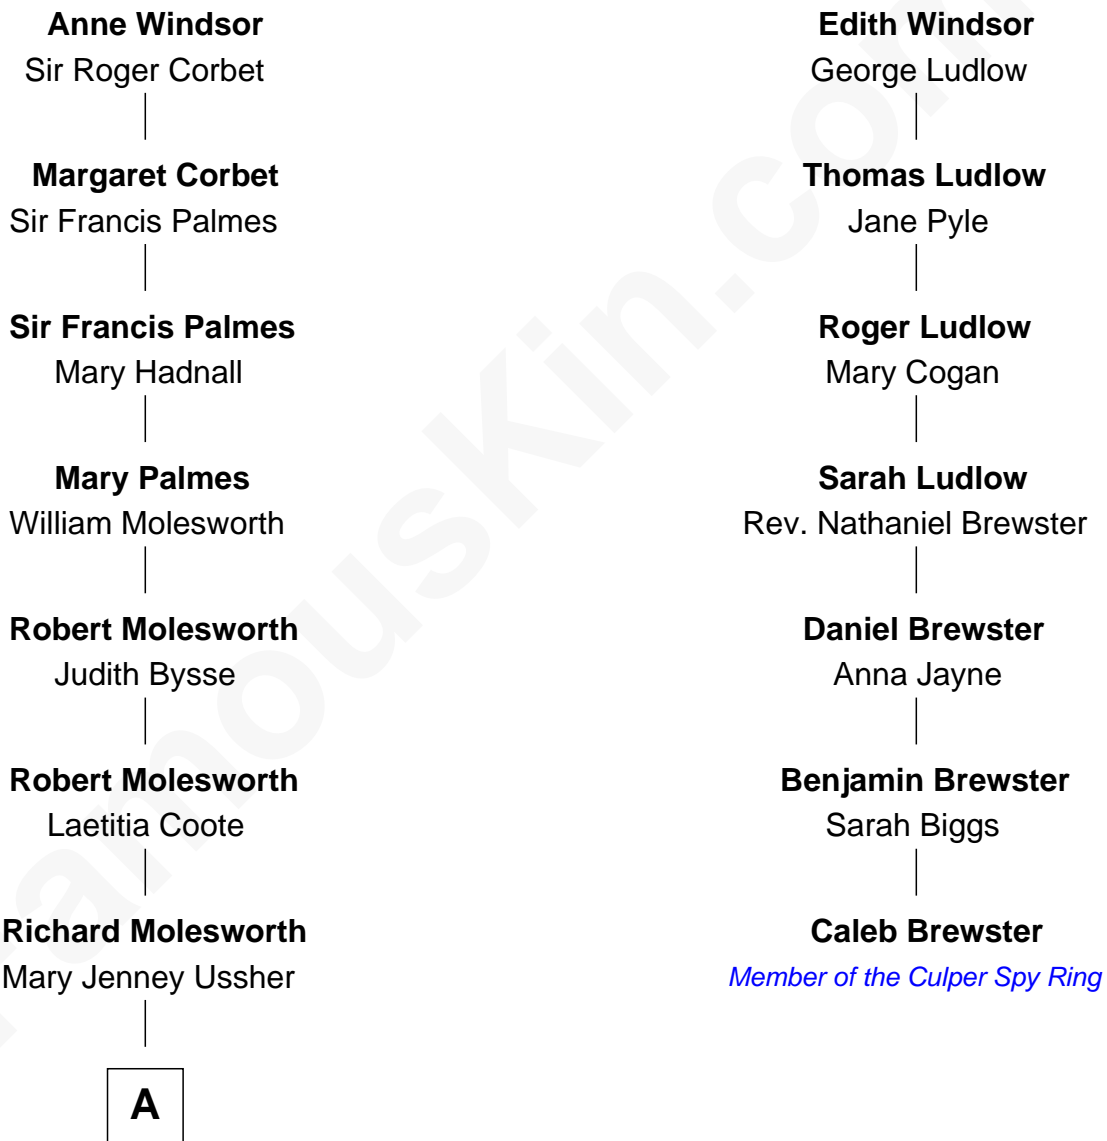 Anne Windsor
Sir Roger Corbet
Margaret Corbet
Sir Francis Palmes
Sir Francis Palmes
Mary Hadnall
Mary Palmes
William Molesworth
Robert Molesworth
Judith Bysse
Robert Molesworth
Laetitia Coote
Richard Molesworth
Mary Jenney Ussher
A
Edith Windsor
George Ludlow
Thomas Ludlow
Jane Pyle
Roger Ludlow
Mary Cogan
Sarah Ludlow
Rev. Nathaniel Brewster
Daniel Brewster
Anna Jayne
Benjamin Brewster
Sarah Biggs
Caleb Brewster
Member of the Culper Spy Ring
FamousKin.com